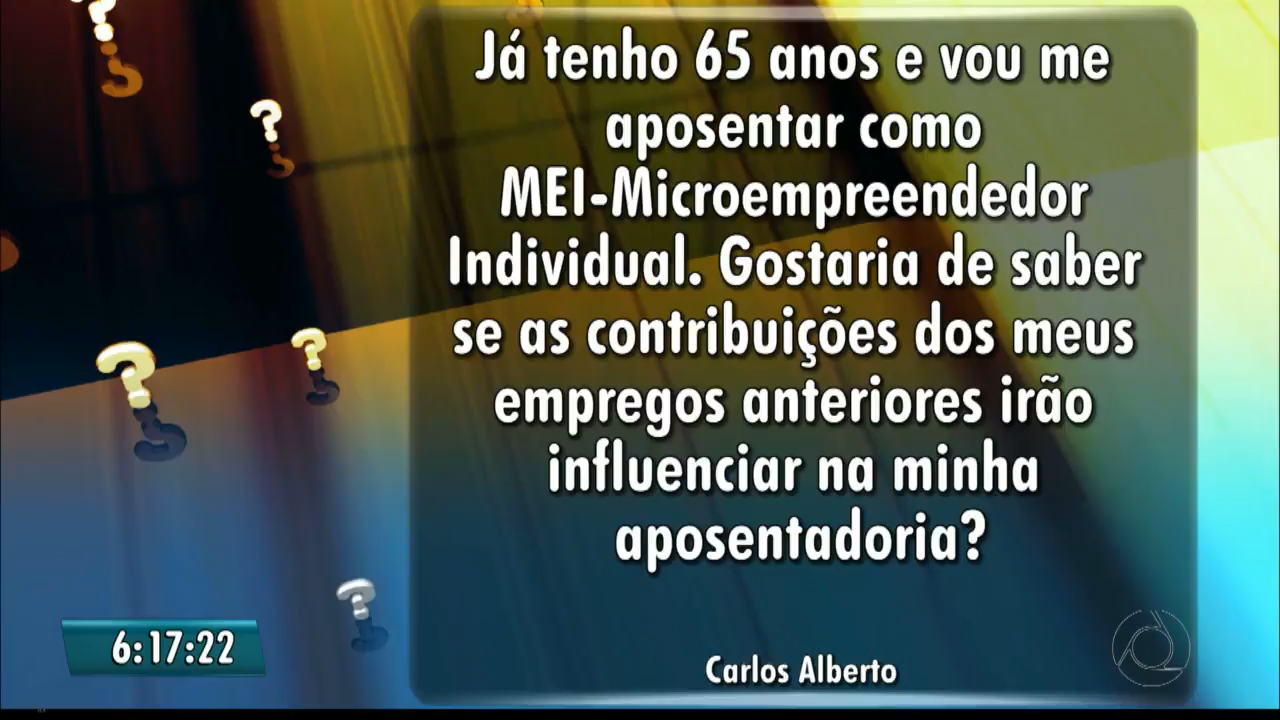 Já tenho 65 anos e vou me
aposentar como
MEI-Microempreendedor
Individual. Gostaria de saber
se as contribuições dos meus
empregos anteriores irão
influenciar na minha
aposentadoria?
Carlos Alberto
6:17:22